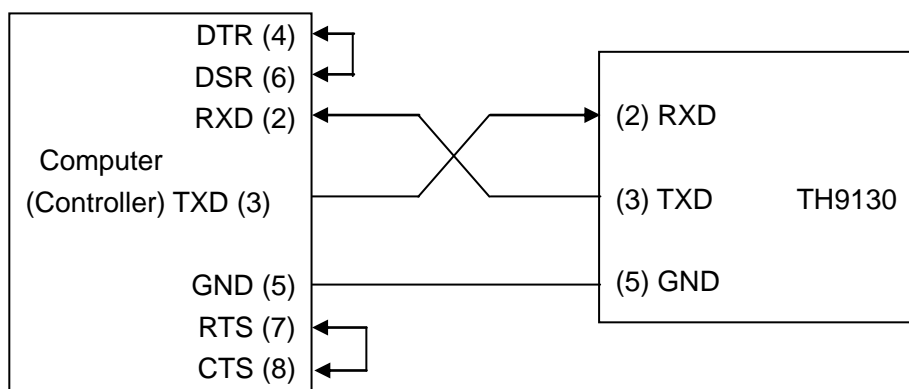 DTR (4)
DSR (6)
RXD (2)
Computer
(Controller) TXD (3)
GND (5)
RTS (7)
CTS (8)
(2) RXD
(3) TXD
TH9130
(5) GND